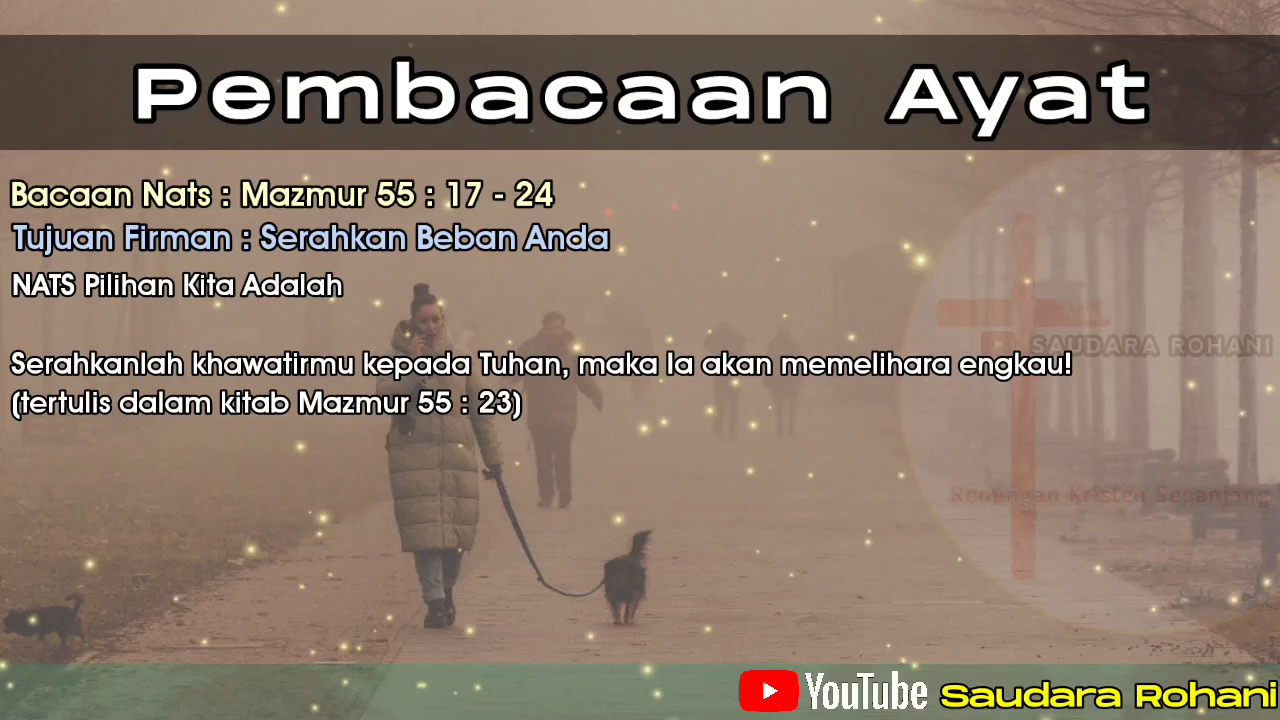 Pembacaan Ayat
Bacaan Nats : Mazmur 55 : 17 - 24
Tujuan Firman : Serahkan Beban Anda
NATS Pilihan Kita Adalah
SAUDARA ROHANI
Serahkanlah khawatirmu kepada Tuhan, maka Ia akan memelihara engkau!
(tertulis dalam kitab Mazmur 55 : 23)
Renungan Kristen Sepanjang
YouTube Saudara Rohani